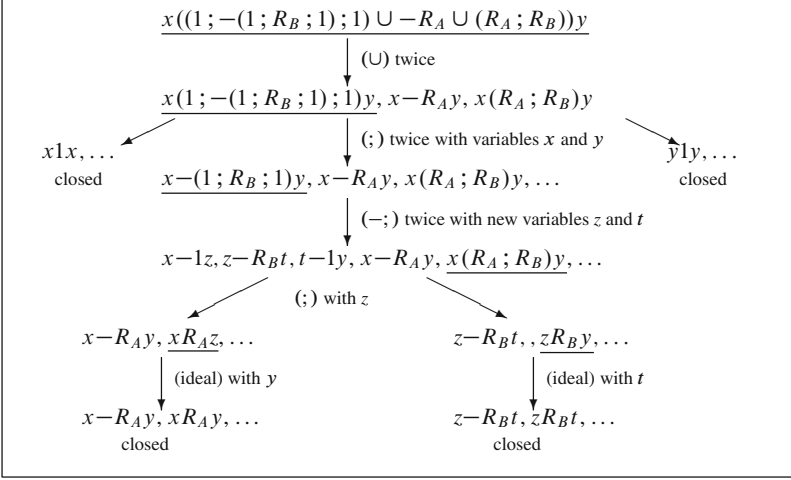 x((1 ; −(1 ; R_B ; 1) ; 1) ∪ −R_A ∪ (R_A ; R_B))y
(∪) twice
x(1 ; −(1 ; R_B ; 1) ; 1)y, x−R_Ay, x(R_A ; R_B)y
(;) twice with variables x and y
x1x, . . .
closed
y1y, . . .
closed
x−(1 ; R_B ; 1)y, x−R_Ay, x(R_A ; R_B)y, . . .
(−;) twice with new variables z and t
x−1z, z−R_Bt, t−1y, x−R_Ay, x(R_A ; R_B)y, . . .
(;) with z
x−R_Ay, xR_Az, . . .
z−R_Bt, , zR_By, . . .
(ideal) with y
(ideal) with t
x−R_Ay, xR_Ay, . . .
z−R_Bt, zR_Bt, . . .
closed
closed